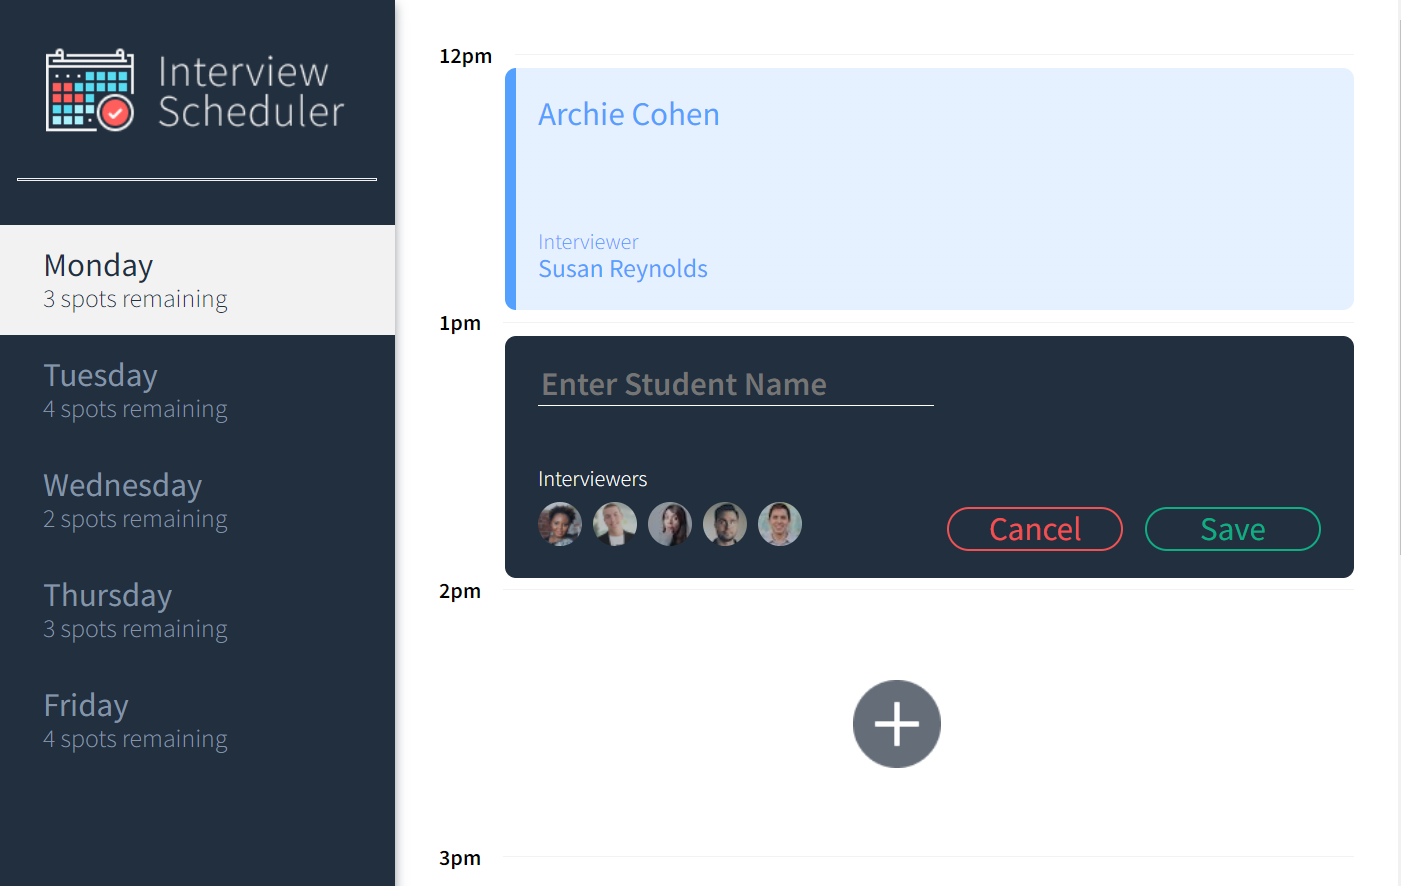 Interview
Scheduler
Monday
3 spots remaining
Tuesday
4 spots remaining
Wednesday
2 spots remaining
Thursday
3 spots remaining
Friday
4 spots remaining
12pm
Archie Cohen
Interviewer
Susan Reynolds
1pm
Enter Student Name
Interviewers
Cancel Save
2pm
3pm